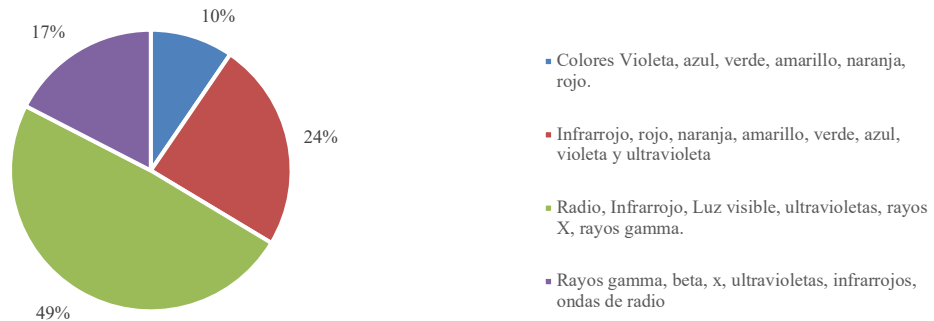 10%
17%
24%
49%
Colores Violeta, azul, verde, amarillo, naranja,
rojo.
Infrarrojo, rojo, naranja, amarillo, verde, azul,
violeta y ultravioleta
Radio, Infrarrojo, Luz visible, ultravioletas, rayos
X, rayos gamma.
Rayos gamma, beta, x, ultravioletas, infrarrojos,
ondas de radio